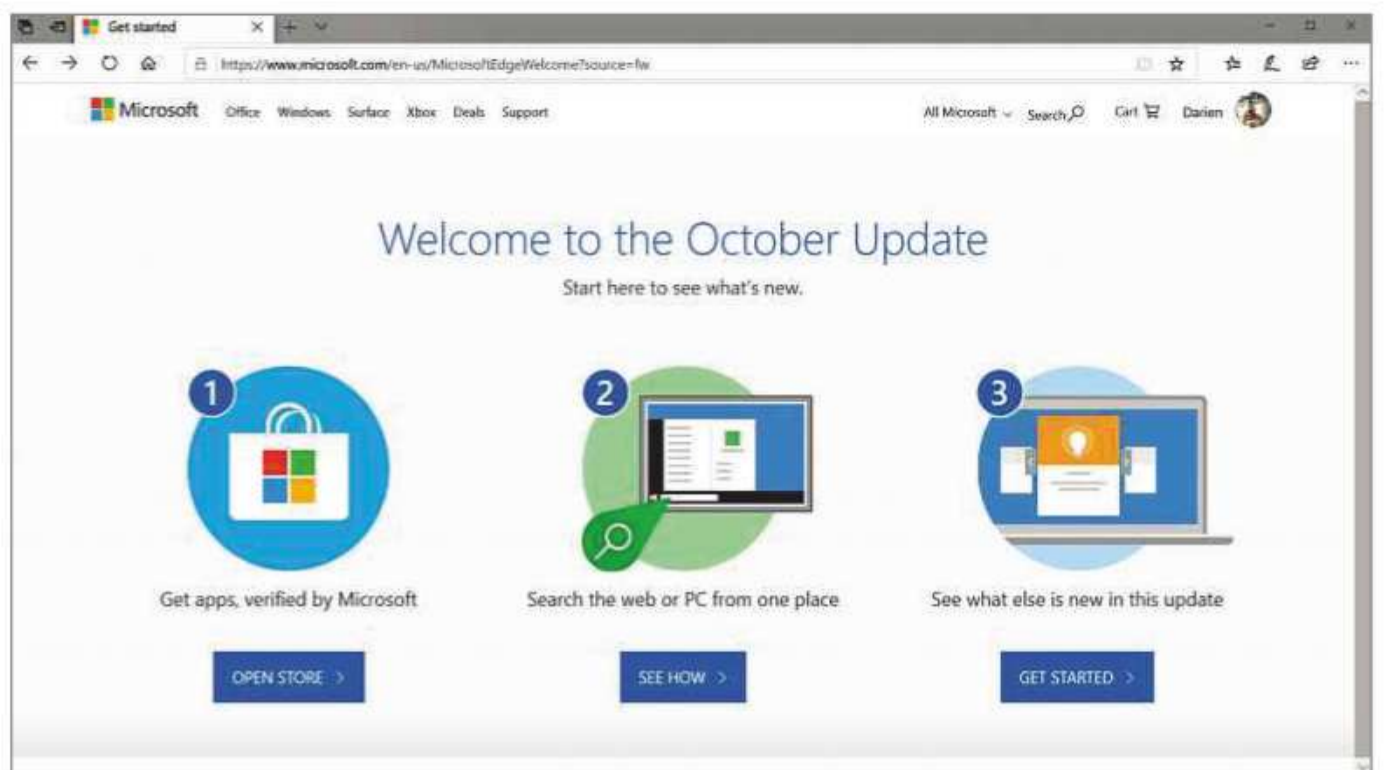 Get started
https://www.microsoft.com/en-us/MicrosoftEdgeWelcome?source=fw
Microsoft Office Windows Surface Xbox Deals Support All Microsoft Search Cart Darien
Welcome to the October Update
Start here to see what's new.
1 2 3
Get apps, verified by Microsoft Search the web or PC from one place See what else is new in this update
OPEN STORE > SEE HOW > GET STARTED >